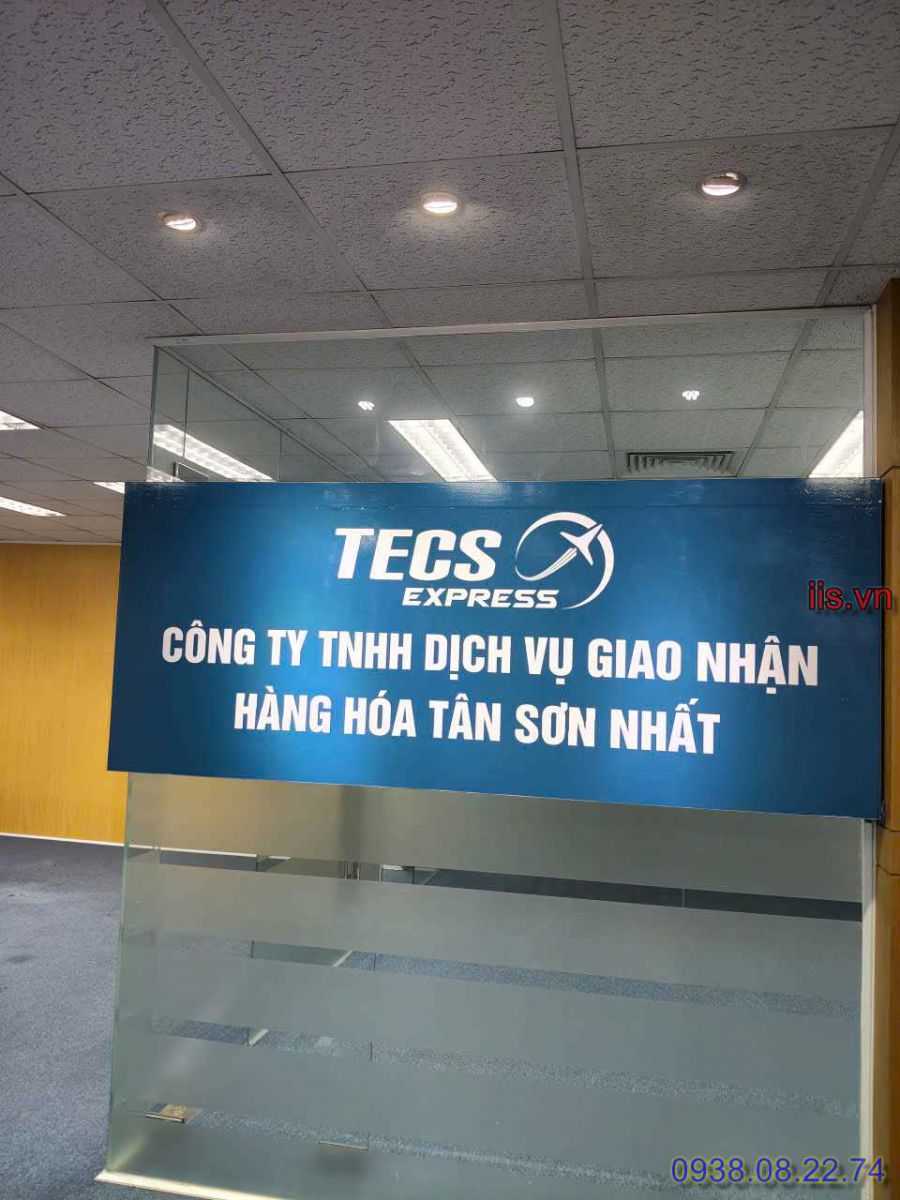 TECS
EXPRESS
iis.vn
CÔNG TY TNHH DỊCH VỤ GIAO NHẬN
HÀNG HÓA TÂN SƠN NHẤT
0938.08.22.74